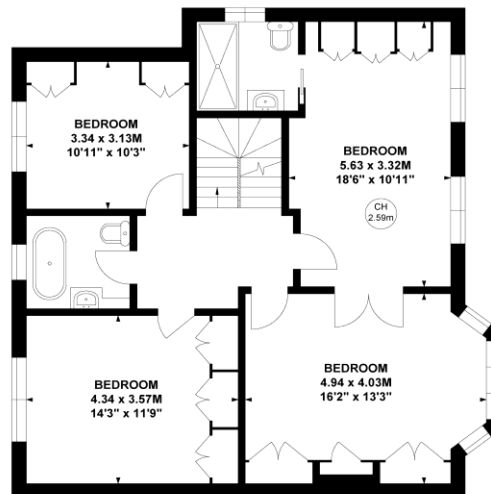 BEDROOM
3.34 x 3.13M
10'11" x 10'3"
BEDROOM
5.63 x 3.32M
18'6" x 10'11"
CH
2.59m
BEDROOM
4.34 x 3.57M
14'3" x 11'9"
BEDROOM
4.94 x 4.03M
16'2" x 13'3"